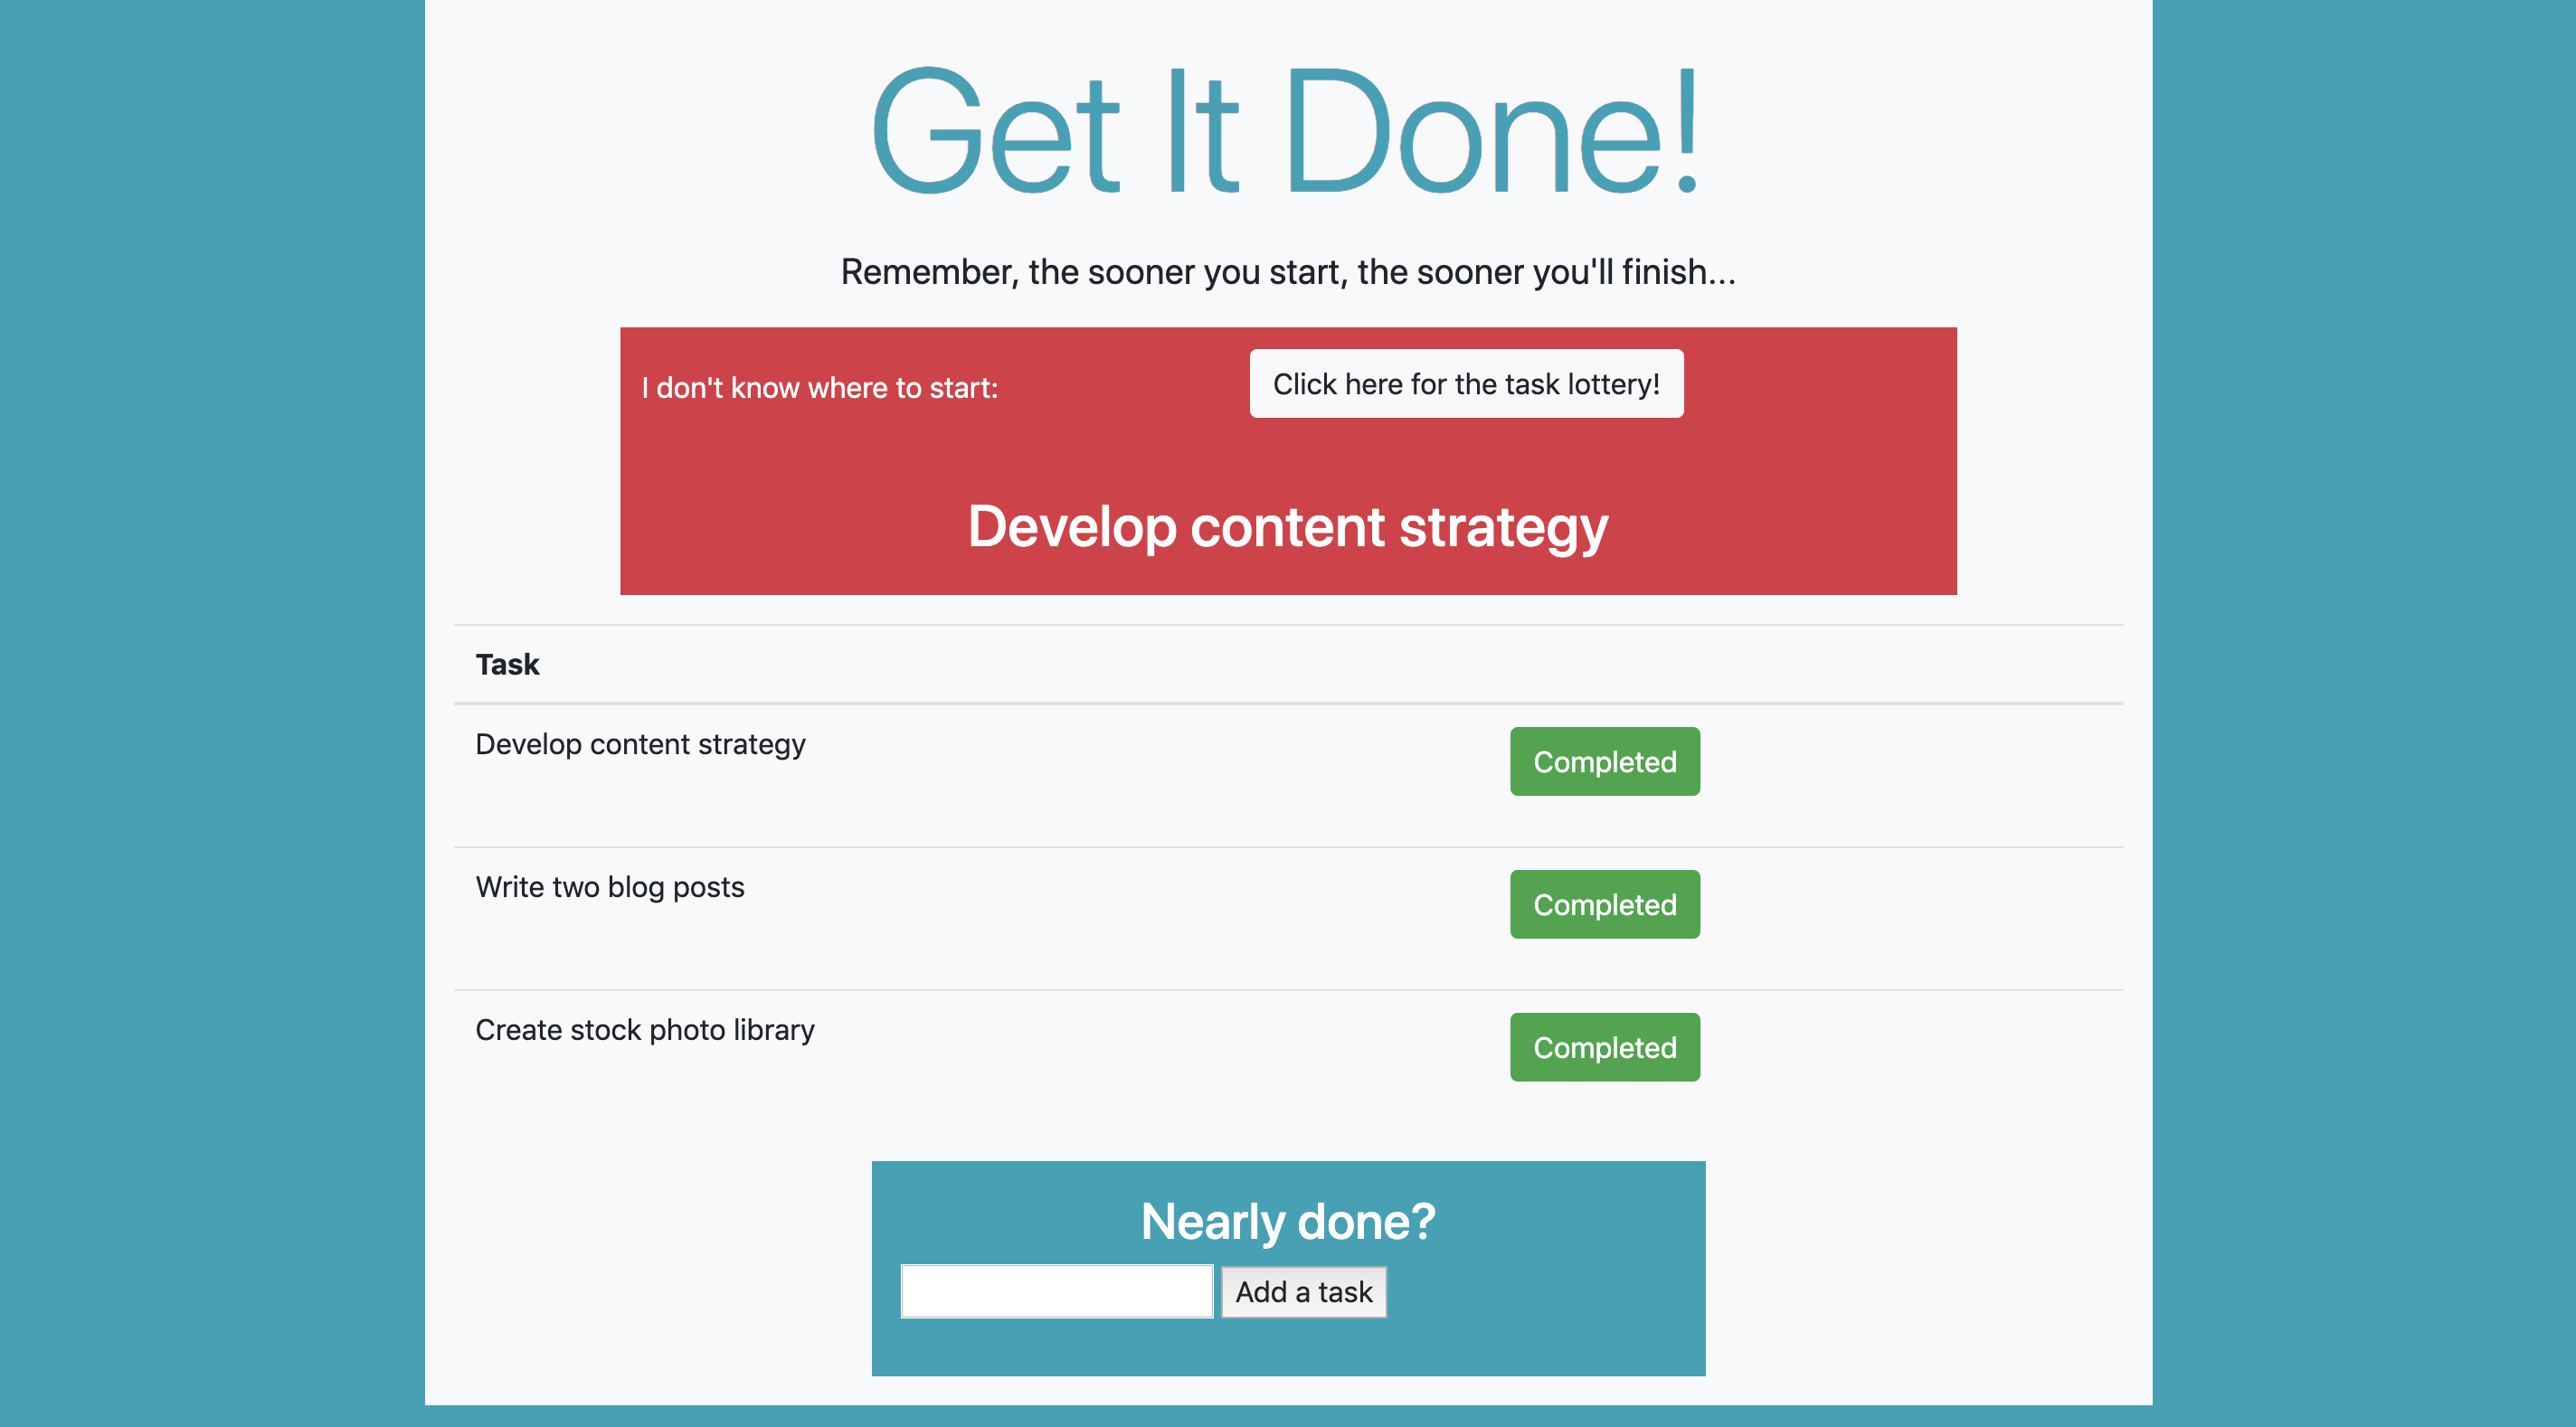 Get It Done!
Remember, the sooner you start, the sooner you'll finish...
I don't know where to start:
Click here for the task lottery!
Develop content strategy
Task
Develop content strategy
Completed
Write two blog posts
Completed
Create stock photo library
Completed
Nearly done?
Add a task